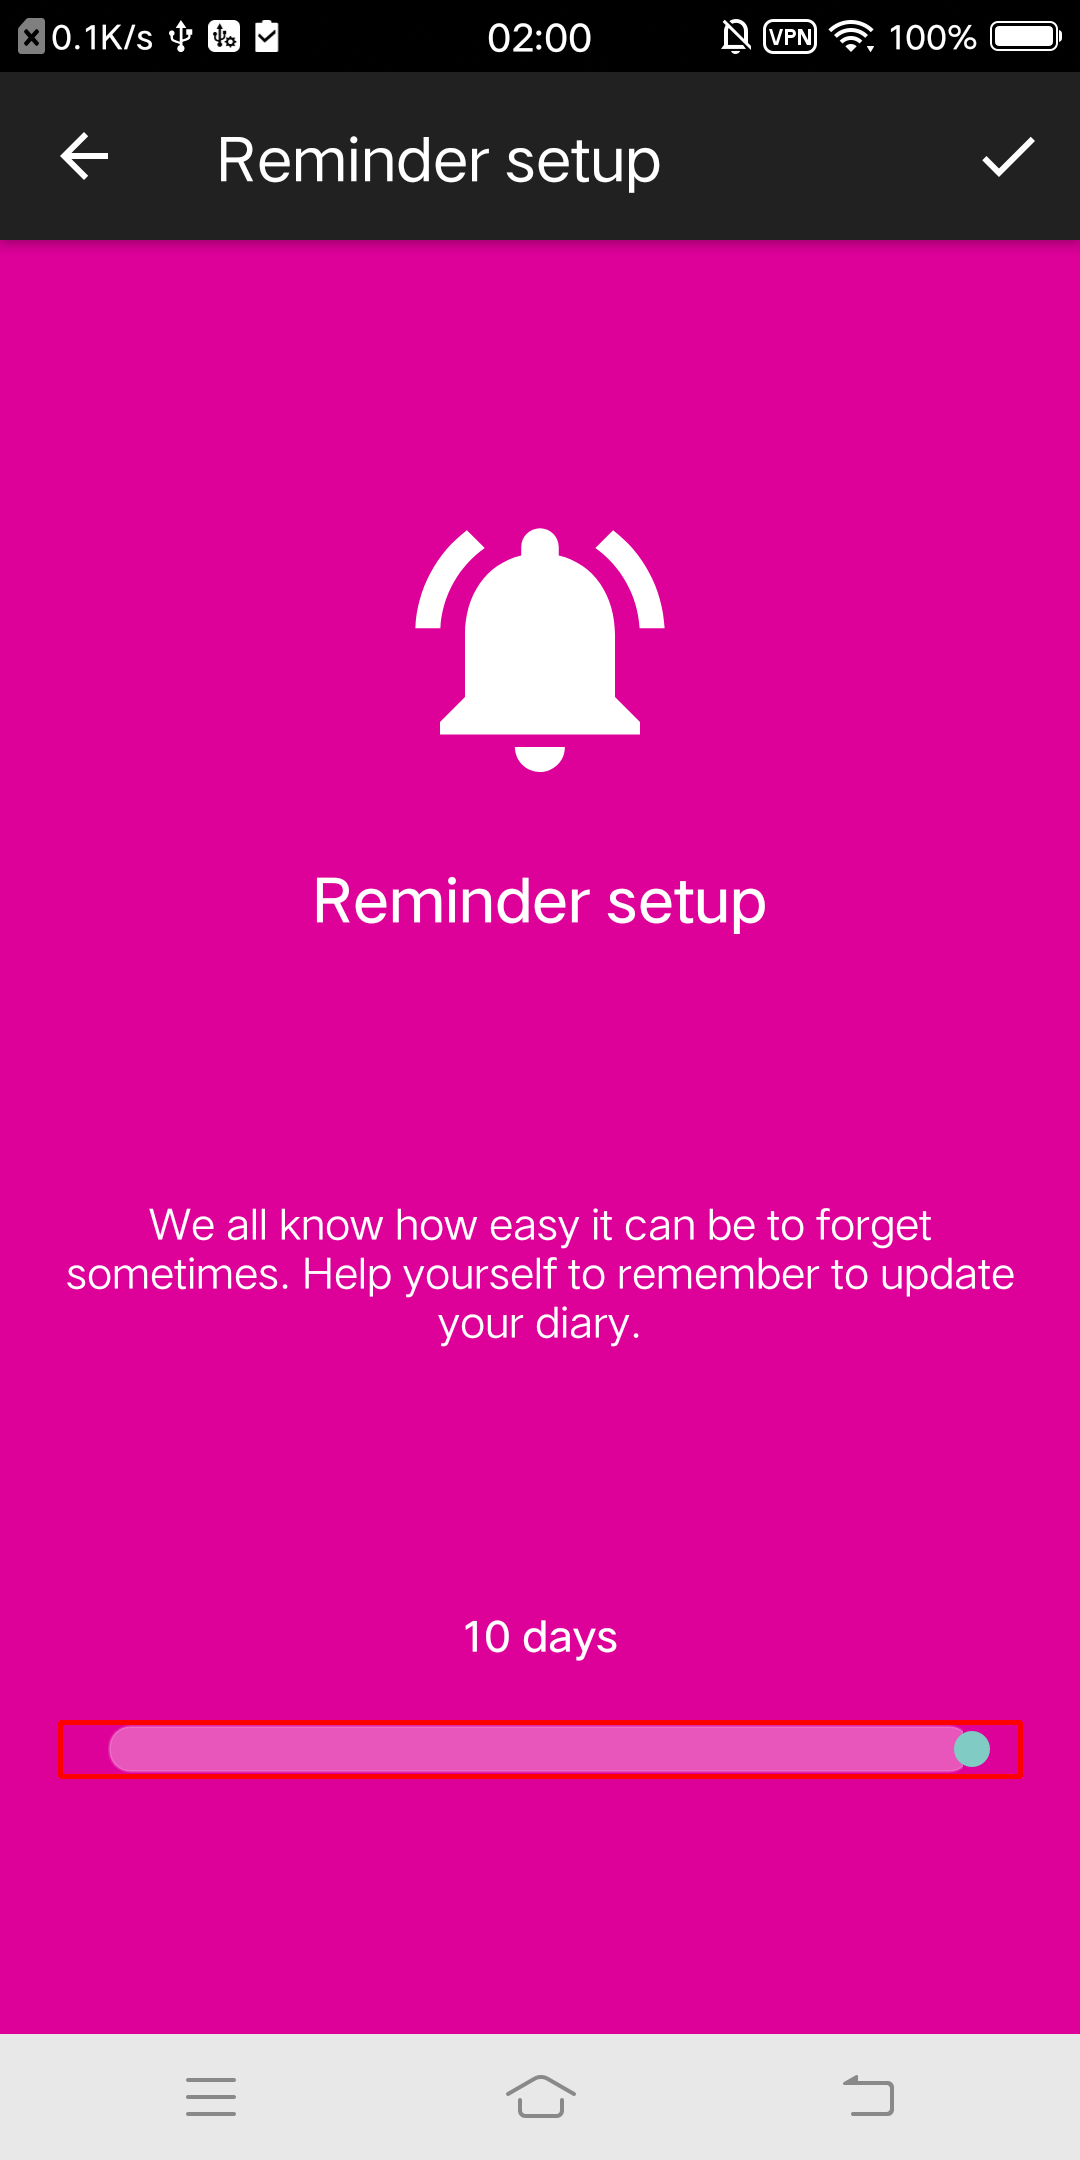 0.1K/s
02:00
VPN
100%
Reminder setup
Reminder setup
We all know how easy it can be to forget
sometimes. Help yourself to remember to update
your diary.
10 days